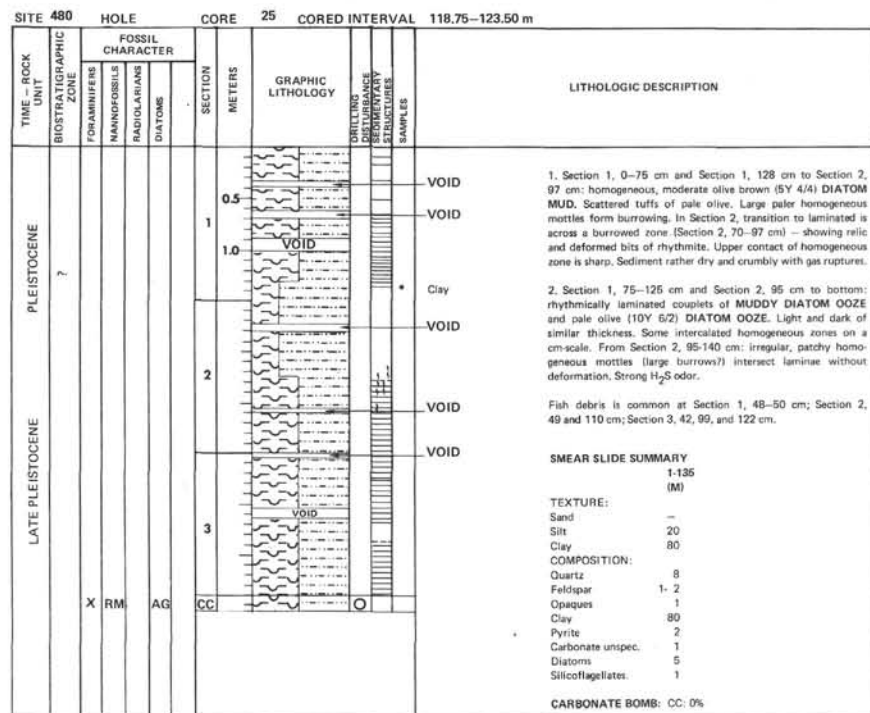 SITE 480 HOLE CORE 25 CORED INTERVAL 118.75–123.50 m
TIME – ROCK UNIT
BIOSTRATIGRAPHIC ZONE
FOSSIL CHARACTER
FORAMINIFERS
NANNOFOSSILS
RADIOLARIANS
DIATOMS
SECTION
METERS
GRAPHIC LITHOLOGY
DRILLING DISTURBANCE
SEDIMENTARY STRUCTURES
SAMPLES
LITHOLOGIC DESCRIPTION
PLEISTOCENE
LATE PLEISTOCENE
?
X RM AG
1
0.5
1.0
2
3
CC
VOID
VOID
O
VOID
VOID
Clay
VOID
VOID
VOID
1. Section 1, 0–75 cm and Section 1, 128 cm to Section 2,
97 cm: homogeneous, moderate olive brown (5Y 4/4) DIATOM
MUD. Scattered tuffs of pale olive. Large paler homogeneous
mottles form burrowing. In Section 2, transition to laminated is
across a burrowed zone (Section 2, 70–97 cm) – showing relic
and deformed bits of rhythmite. Upper contact of homogeneous
zone is sharp. Sediment rather dry and crumbly with gas ruptures.
2. Section 1, 75–125 cm and Section 2, 95 cm to bottom:
rhythmically laminated couplets of MUDDY DIATOM OOZE
and pale olive (10Y 6/2) DIATOM OOZE. Light and dark of
similar thickness. Some intercalated homogeneous zones on a
cm-scale. From Section 2, 95-140 cm: irregular, patchy homo-
geneous mottles (large burrows?) intersect laminae without
deformation. Strong H2S odor.
Fish debris is common at Section 1, 48–50 cm; Section 2,
49 and 110 cm; Section 3, 42, 99, and 122 cm.
SMEAR SLIDE SUMMARY
1-135
(M)
TEXTURE:
Sand –
Silt 20
Clay 80
COMPOSITION:
Quartz 8
Feldspar 1- 2
Opaques 1
Clay 80
Pyrite 2
Carbonate unspec. 1
Diatoms 5
Silicoflagellates. 1
CARBONATE BOMB: CC: 0%